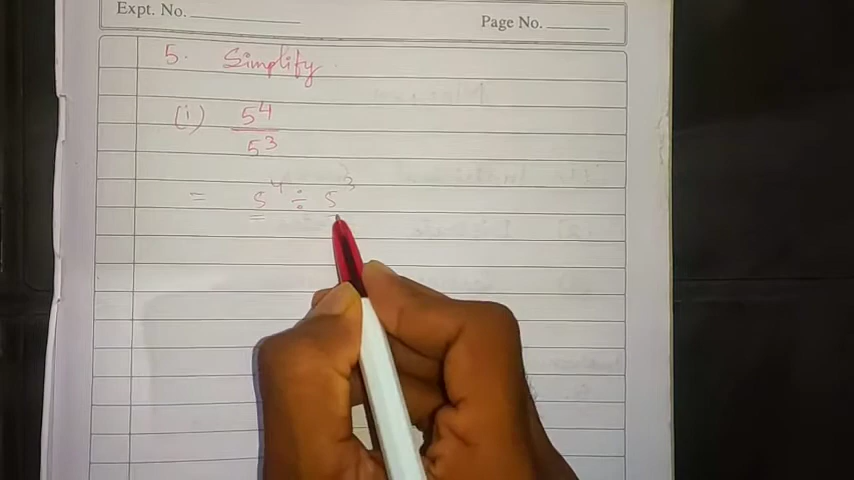 Expt. No. Page No.
5. Simplify
(i) 5⁴/5³
= 5⁴ ÷ 5³